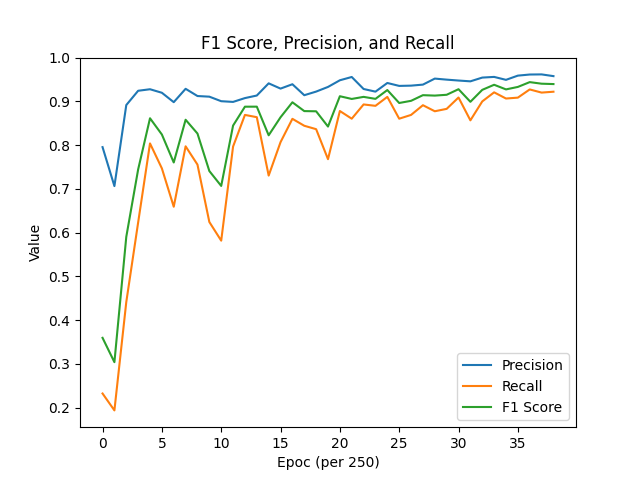 F1 Score, Precision, and Recall
1.0
0.9
0.8
0.7
0.6
0.5
0.4
0.3
0.2
Value
Precision
Recall
F1 Score
0 5 10 15 20 25 30 35
Epoc (per 250)